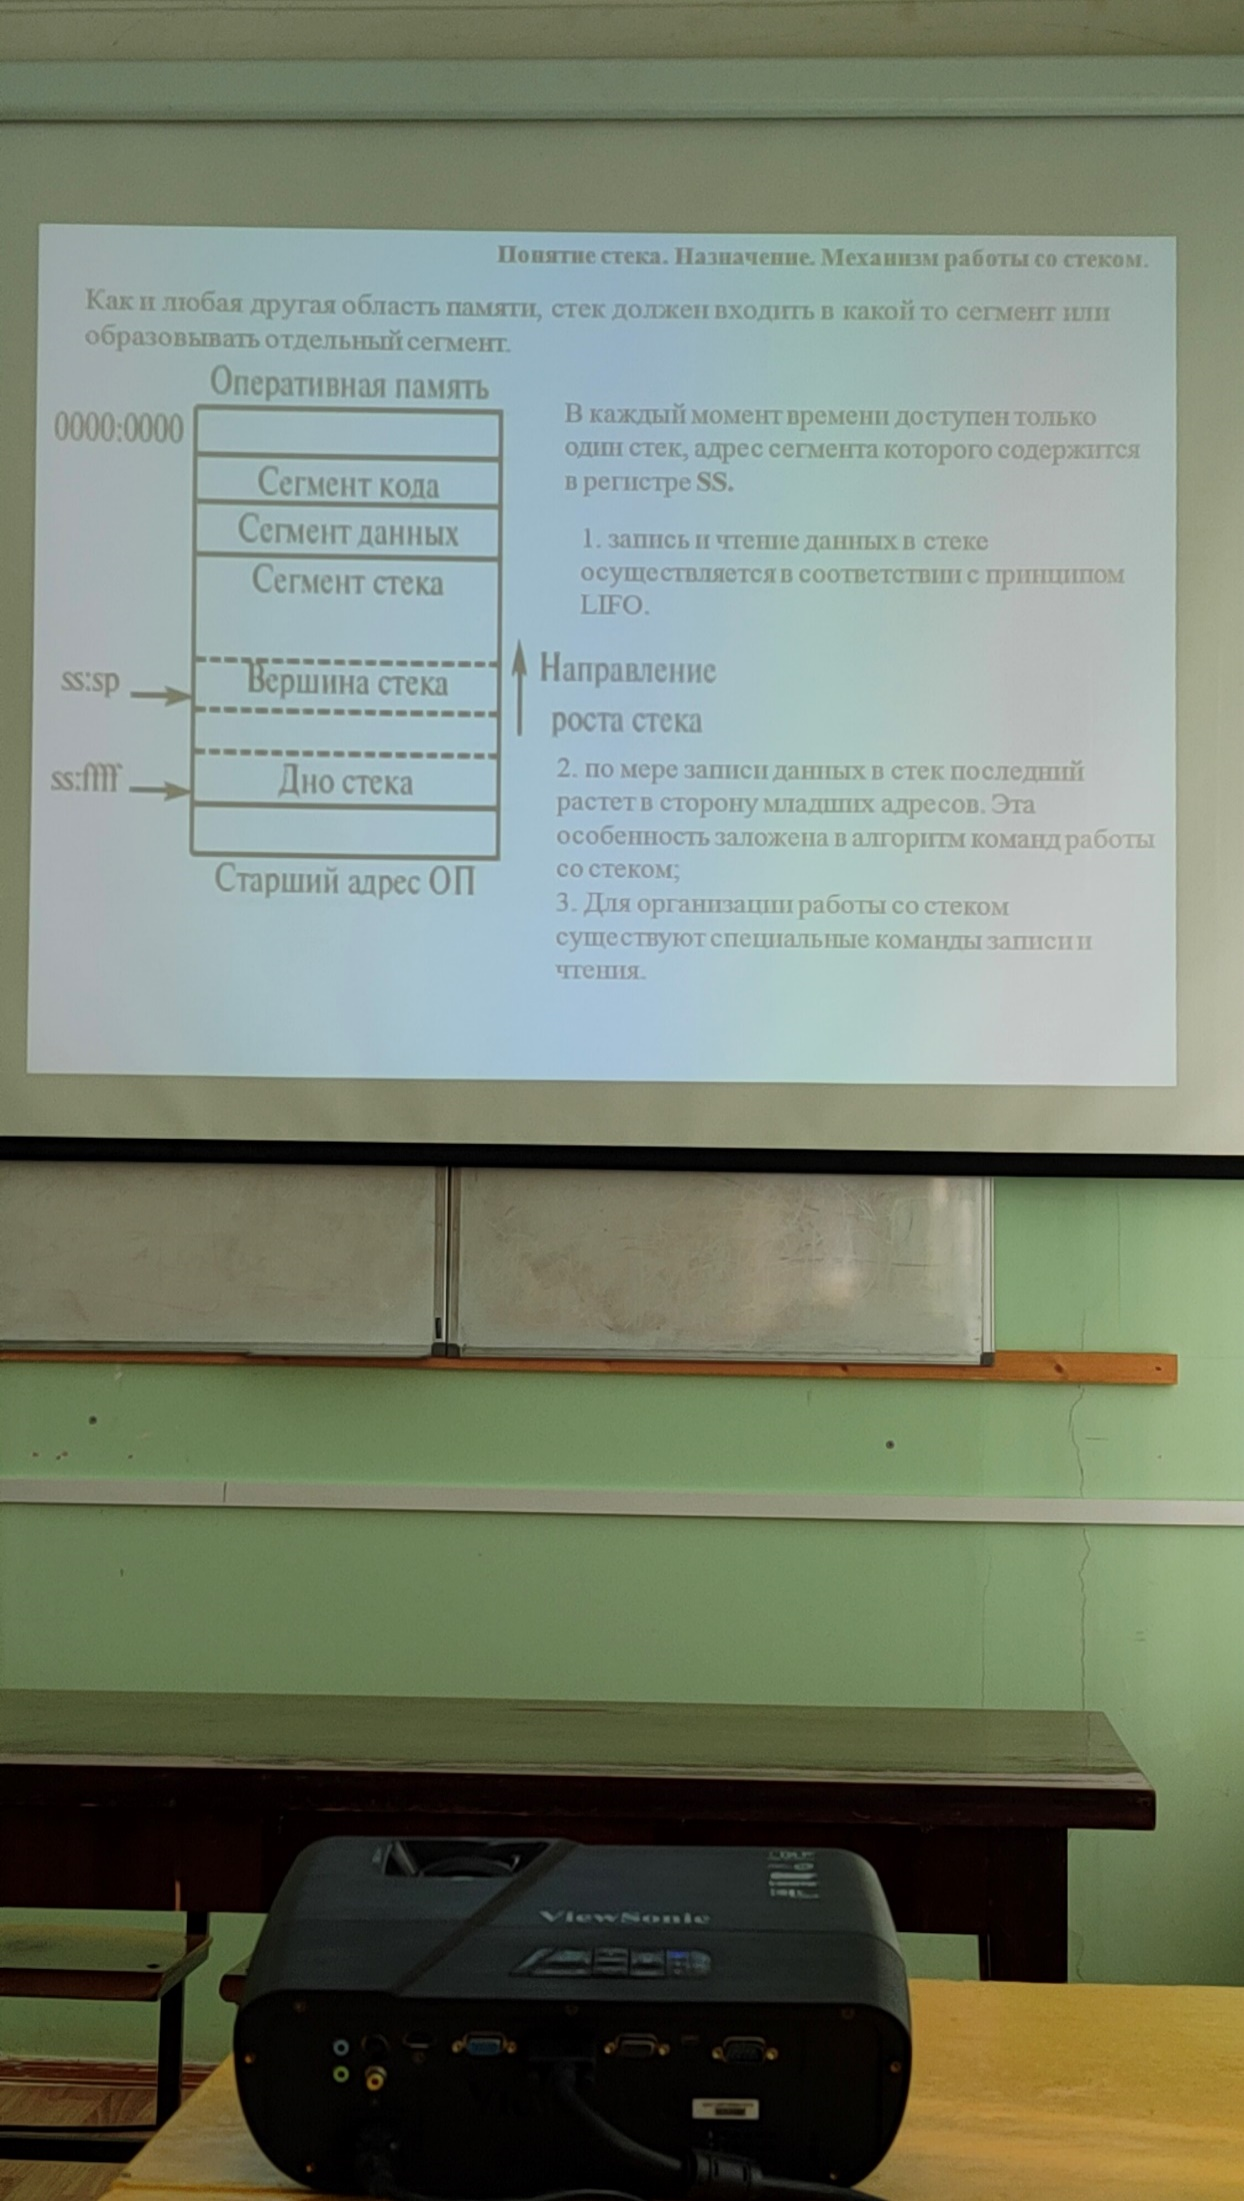 Понятие стека. Назначение. Механизм работы со стеком.
Как и любая другая область памяти, стек должен входить в какой то сегмент или
образовывать отдельный сегмент.
Оперативная память
0000:0000
Сегмент кода
Сегмент данных
Сегмент стека
ss:sp
Вершина стека
ss:ffff
Дно стека
Старший адрес ОП
В каждый момент времени доступен только
один стек, адрес сегмента которого содержится
в регистре SS.
1. запись и чтение данных в стеке
осуществляется в соответствии с принципом
LIFO.
Направление
роста стека
2. по мере записи данных в стек последний
растет в сторону младших адресов. Эта
особенность заложена в алгоритм команд работы
со стеком;
3. Для организации работы со стеком
существуют специальные команды записи и
чтения.
ViewSonic